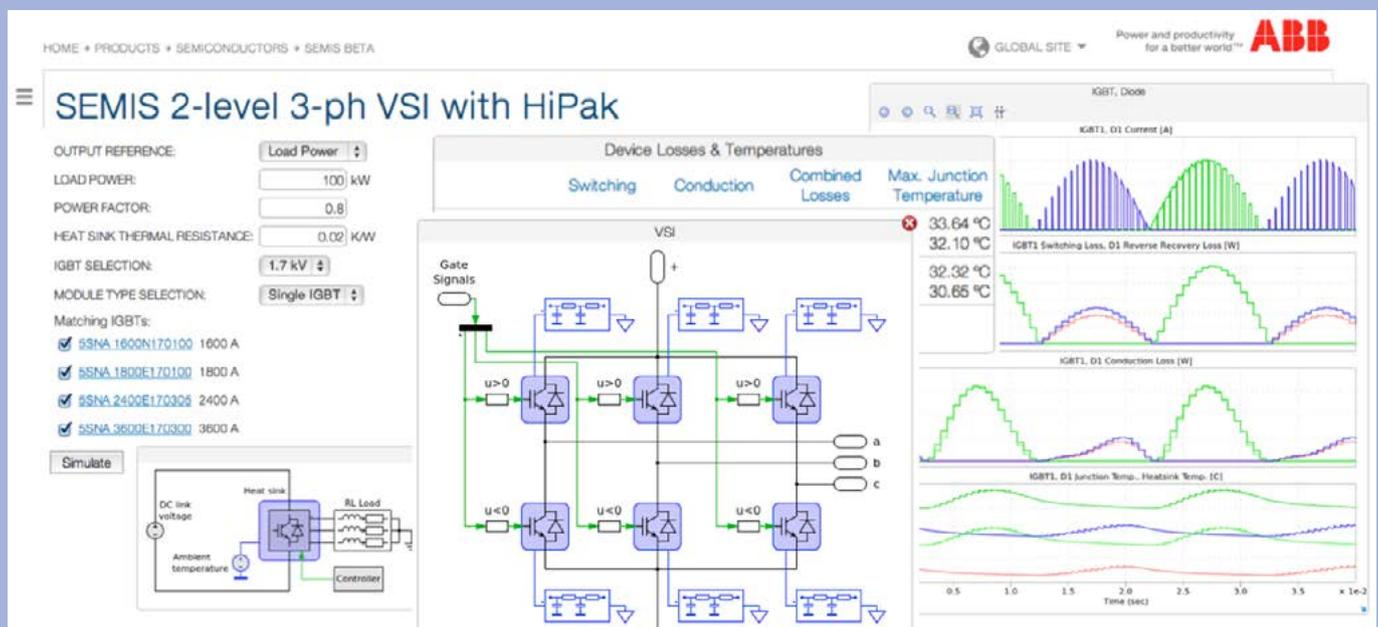 HOME + PRODUCTS + SEMICONDUCTORS + SEMIS BETA
GLOBAL SITE
Power and productivity
for a better world™
ABB
SEMIS 2-level 3-ph VSI with HiPak
OUTPUT REFERENCE: Load Power
LOAD POWER: 100 kW
POWER FACTOR: 0.8
HEAT SINK THERMAL RESISTANCE: 0.02 K/W
IGBT SELECTION: 1.7 kV
MODULE TYPE SELECTION: Single IGBT
Matching IGBTs:
5SNA 1600N170100 1600 A
5SNA 1800E170100 1800 A
5SNA 2400E170305 2400 A
5SNA 3600E170300 3600 A
Simulate
DC link
voltage
Heat sink
RL Load
Ambient
temperature
Controller
Device Losses & Temperatures
Switching
Conduction
Combined
Losses
Max. Junction
Temperature
33.64 ºC
32.10 ºC
32.32 ºC
30.65 ºC
VSI
Gate
Signals
+
u>0 u>0 u>0
a
b
c
u<0 u<0 u<0
IGBT, Diode
IGBT1, D1 Current [A]
IGBT1 Switching Loss, D1 Reverse Recovery Loss [W]
IGBT1, D1 Conduction Loss [W]
IGBT1, D1 Junction Temp., Heatsink Temp. [C]
0.5 1.0 1.5 2.0 2.5 3.0 3.5 x 1e-2
Time (sec)